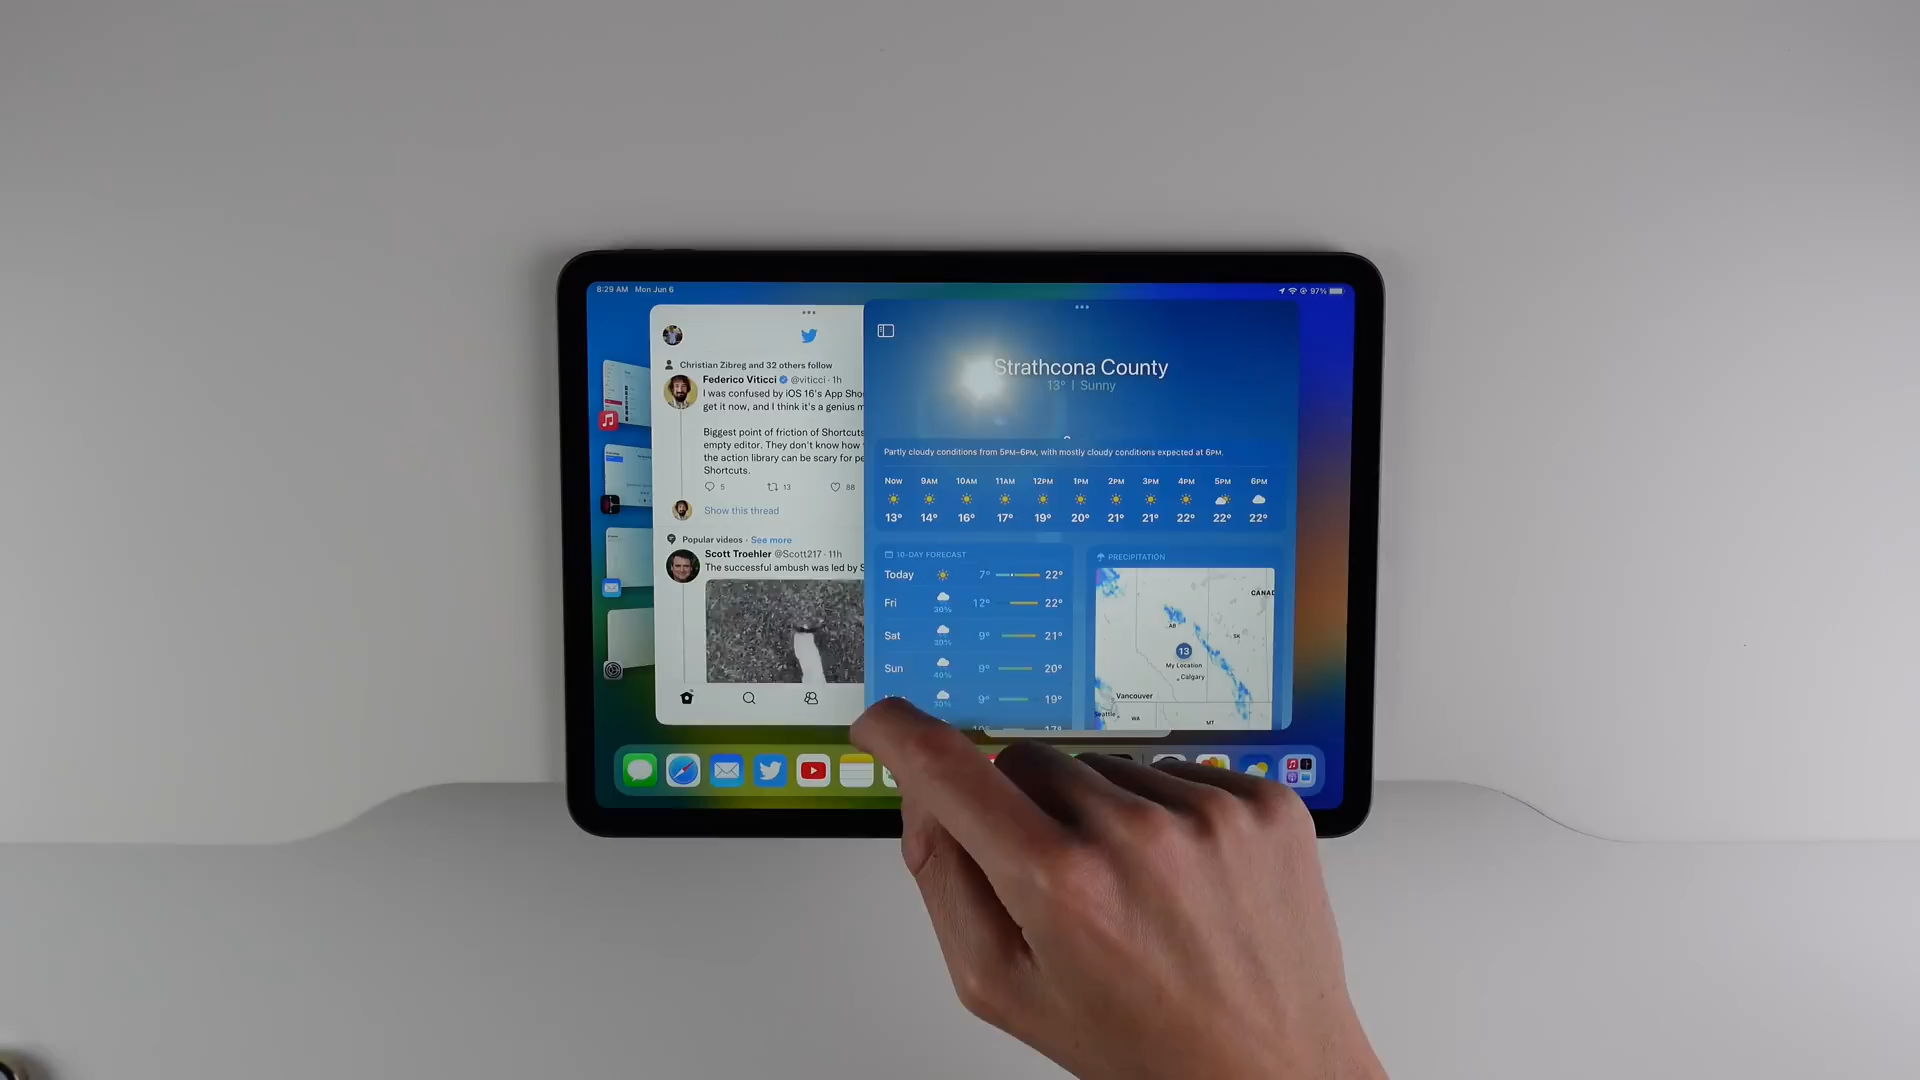 8:29 AM Mon Jun 6
97%
Christian Zibreg and 32 others follow
Federico Viticci @viticci · 1h
I was confused by iOS 16's App Sho
get it now, and I think it's a genius m
Biggest point of friction of Shortcuts
empty editor. They don't know how
the action library can be scary for pe
Shortcuts.
5 13 88
Show this thread
Popular videos · See more
Scott Troehler @Scott217 · 11h
The successful ambush was led by S
Strathcona County
13° | Sunny
Partly cloudy conditions from 5PM–6PM, with mostly cloudy conditions expected at 6PM.
Now 9AM 10AM 11AM 12PM 1PM 2PM 3PM 4PM 5PM 6PM
13° 14° 16° 17° 19° 20° 21° 21° 22° 22° 22°
10-DAY FORECAST
Today 7° 22°
Fri 30% 12° 22°
Sat 30% 9° 21°
Sun 40% 9° 20°
30% 9° 19°
10° 17°
PRECIPITATION
CANAD
AB
SK
13
My Location
Calgary
Vancouver
Seattle
WA
MT